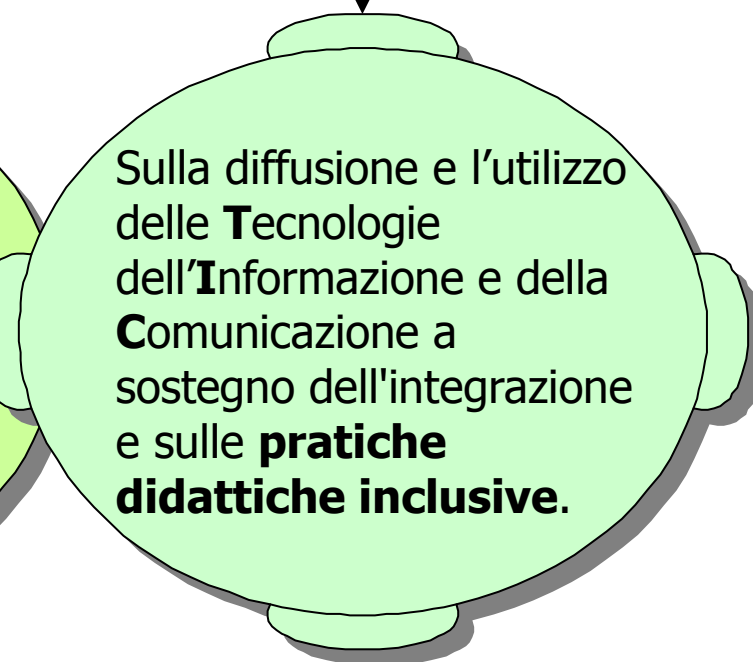 Sulla diffusione e l’utilizzo
delle Tecnologie
dell’Informazione e della
Comunicazione a
sostegno dell'integrazione
e sulle pratiche
didattiche inclusive.